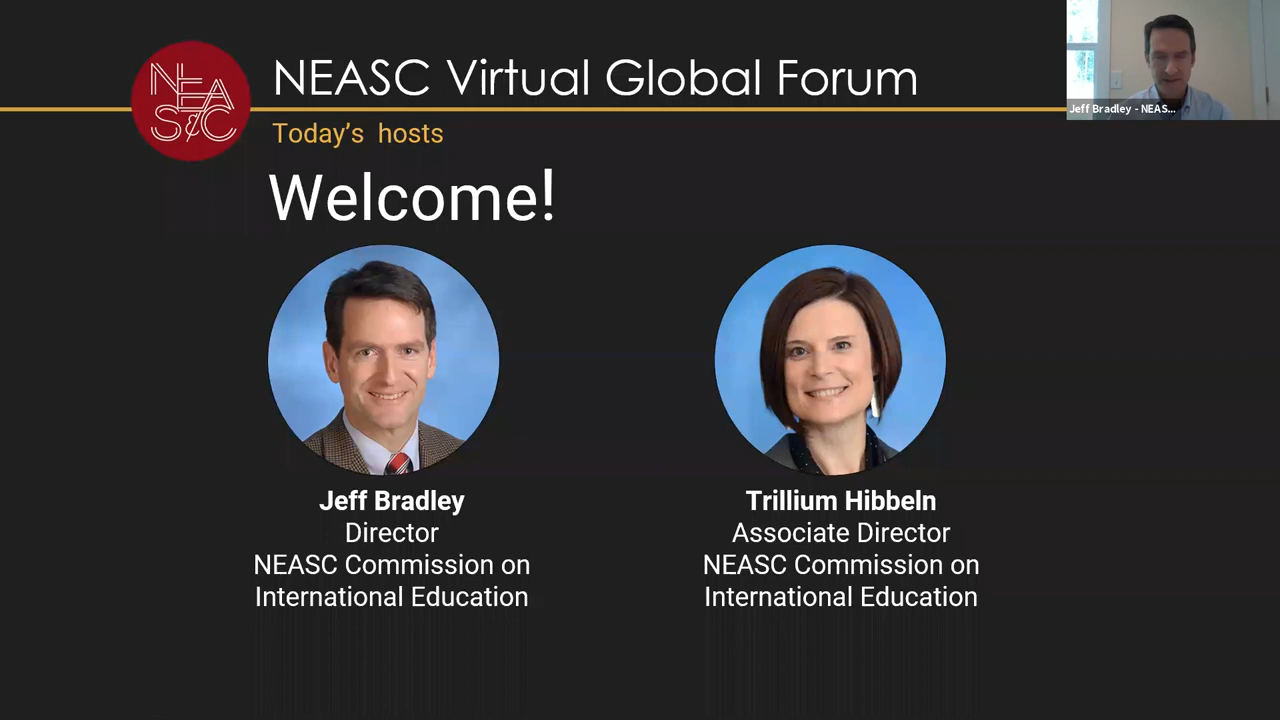 NEASC Virtual Global Forum
NEA
S&C
Today's hosts
Welcome!
Jeff Bradley - NEAS...
Jeff Bradley
Director
NEASC Commission on
International Education
Trillium Hibbeln
Associate Director
NEASC Commission on
International Education